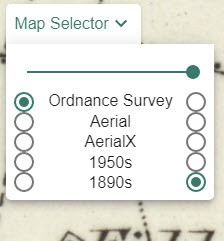 Map Selector
Ordnance Survey
Aerial
AerialX
1950s
1890s